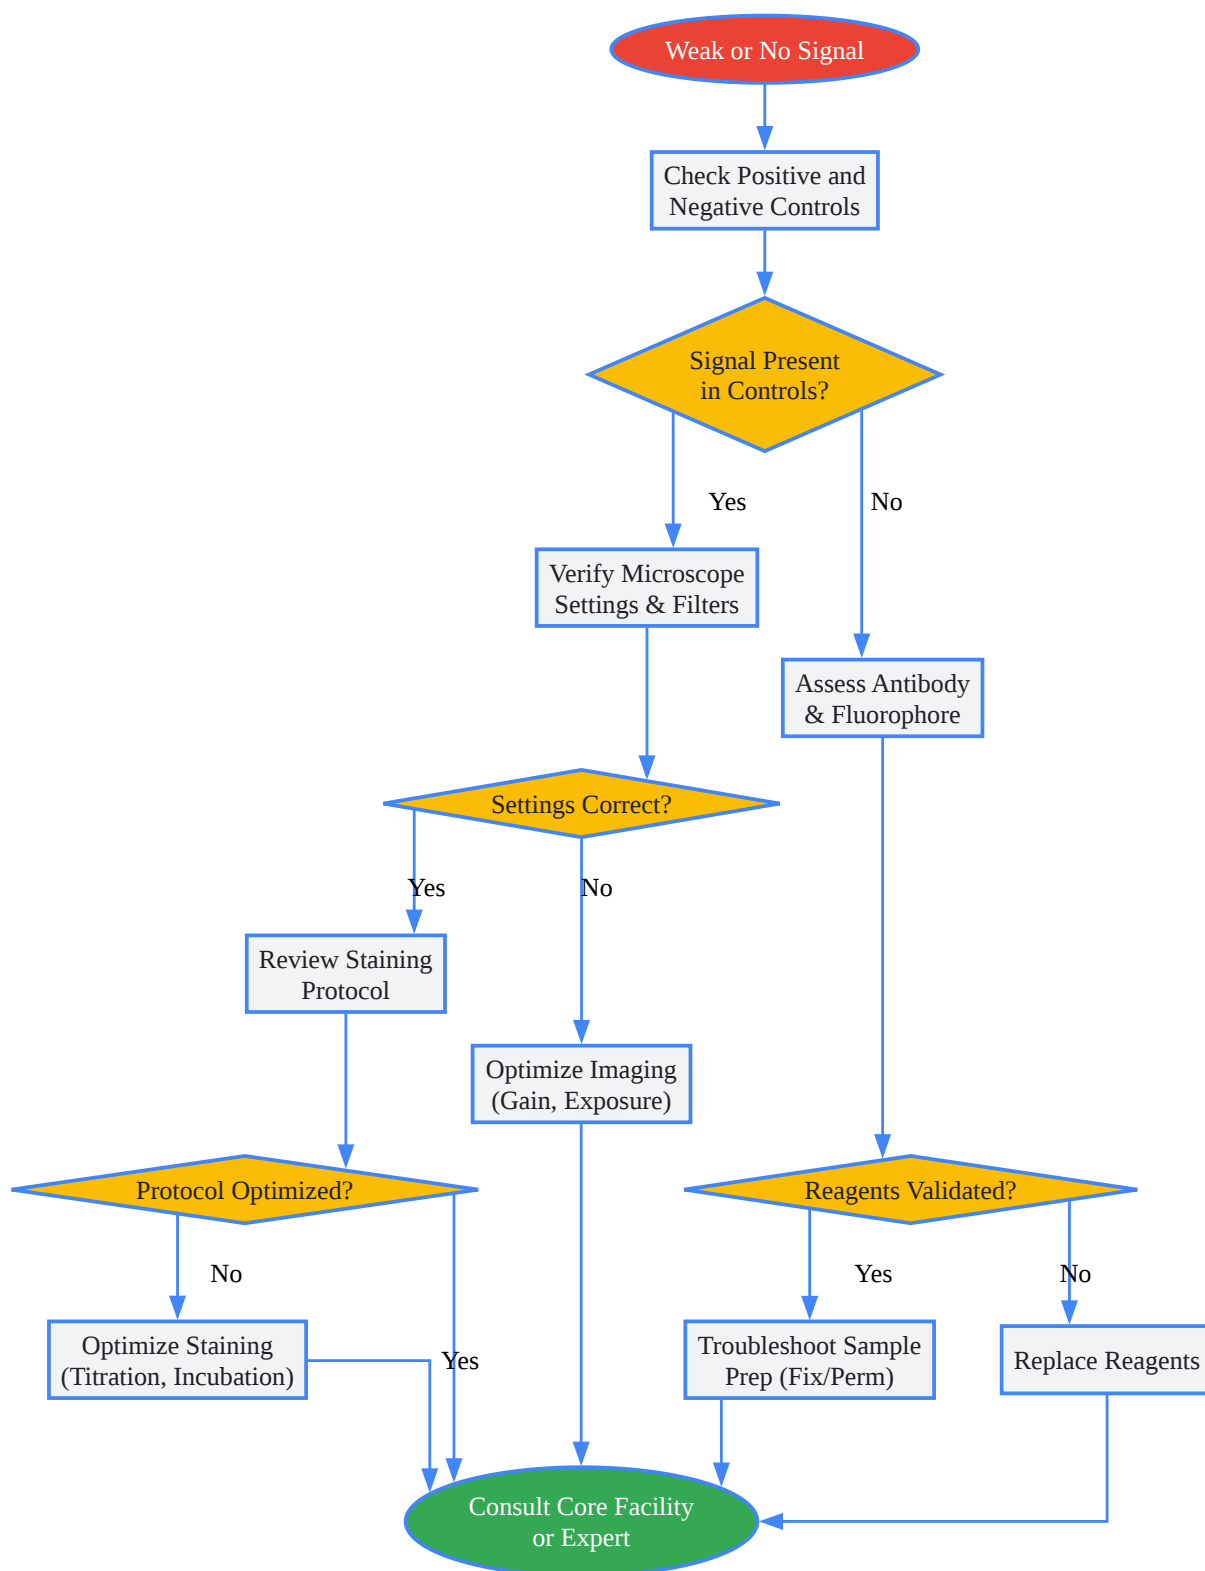 Weak or No Signal
Check Positive and
Negative Controls
Signal Present
in Controls?
Yes
No
Verify Microscope
Settings & Filters
Assess Antibody
& Fluorophore
Settings Correct?
Yes
No
Review Staining
Protocol
Optimize Imaging
(Gain, Exposure)
Protocol Optimized?
Reagents Validated?
No
Yes
No
Optimize Staining
(Titration, Incubation)
Yes
Troubleshoot Sample
Prep (Fix/Perm)
Replace Reagents
Consult Core Facility
or Expert